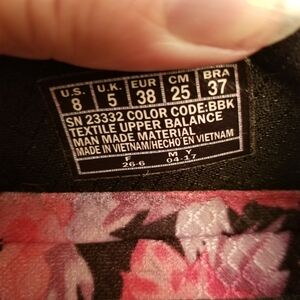 U.S. U.K. EUR CM BRA
8 5 38 25 37
SN 23332 COLOR CODE:BBK
TEXTILE UPPER BALANCE
MAN MADE MATERIAL
MADE IN VIETNAM/HECHO EN VIETNAM
F M Y
26-6 04-17